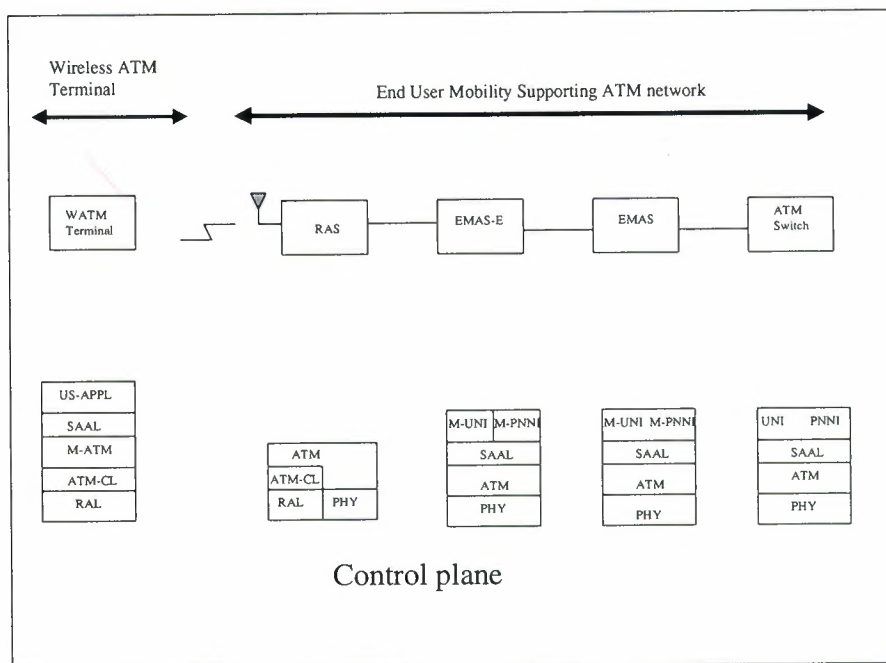 Wireless ATM
Terminal
End User Mobility Supporting ATM network
WATM
Terminal
RAS
EMAS-E
EMAS
ATM
Switch
US-APPL
SAAL
M-ATM
ATM-CL
RAL
ATM
ATM-CL
RAL PHY
M-UNI M-PNNI
SAAL
ATM
PHY
M-UNI M-PNNI
SAAL
ATM
PHY
UNI PNNI
SAAL
ATM
PHY
Control plane